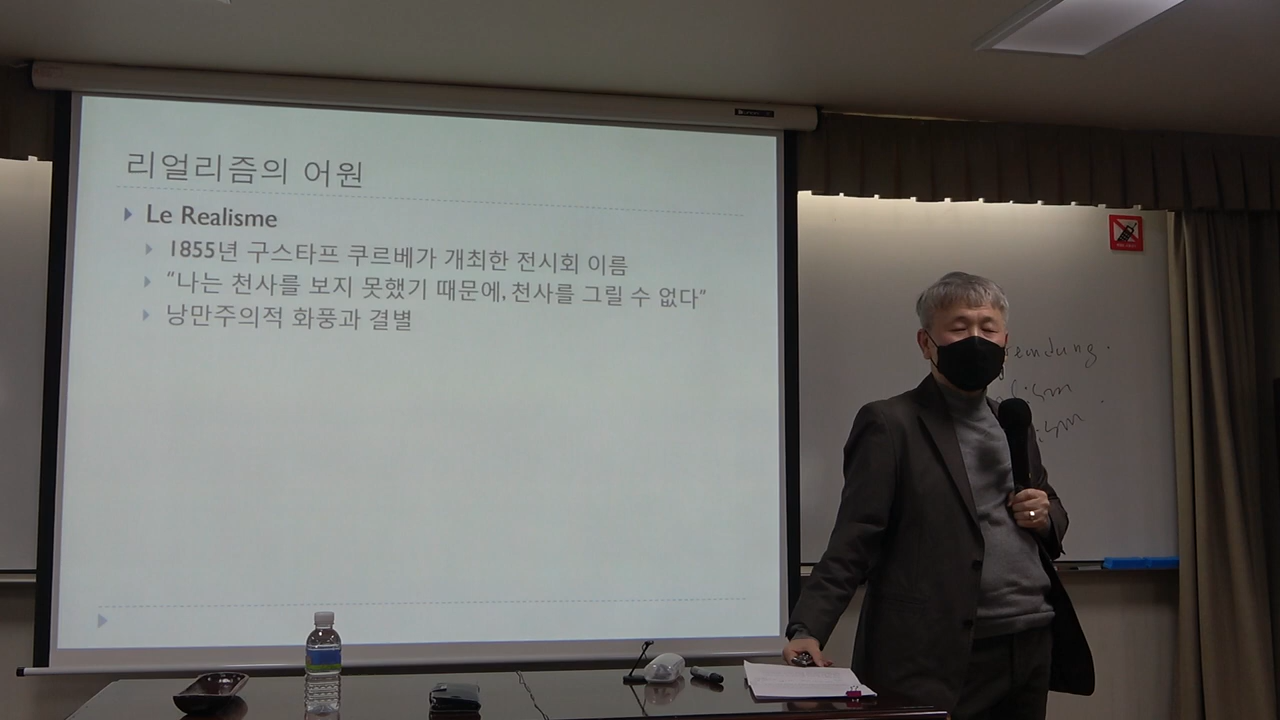 리얼리즘의 어원
Le Realisme
1855년 구스타프 쿠르베가 개최한 전시회 이름
“나는 천사를 보지 못했기 때문에, 천사를 그릴 수 없다”
낭만주의적 화풍과 결별